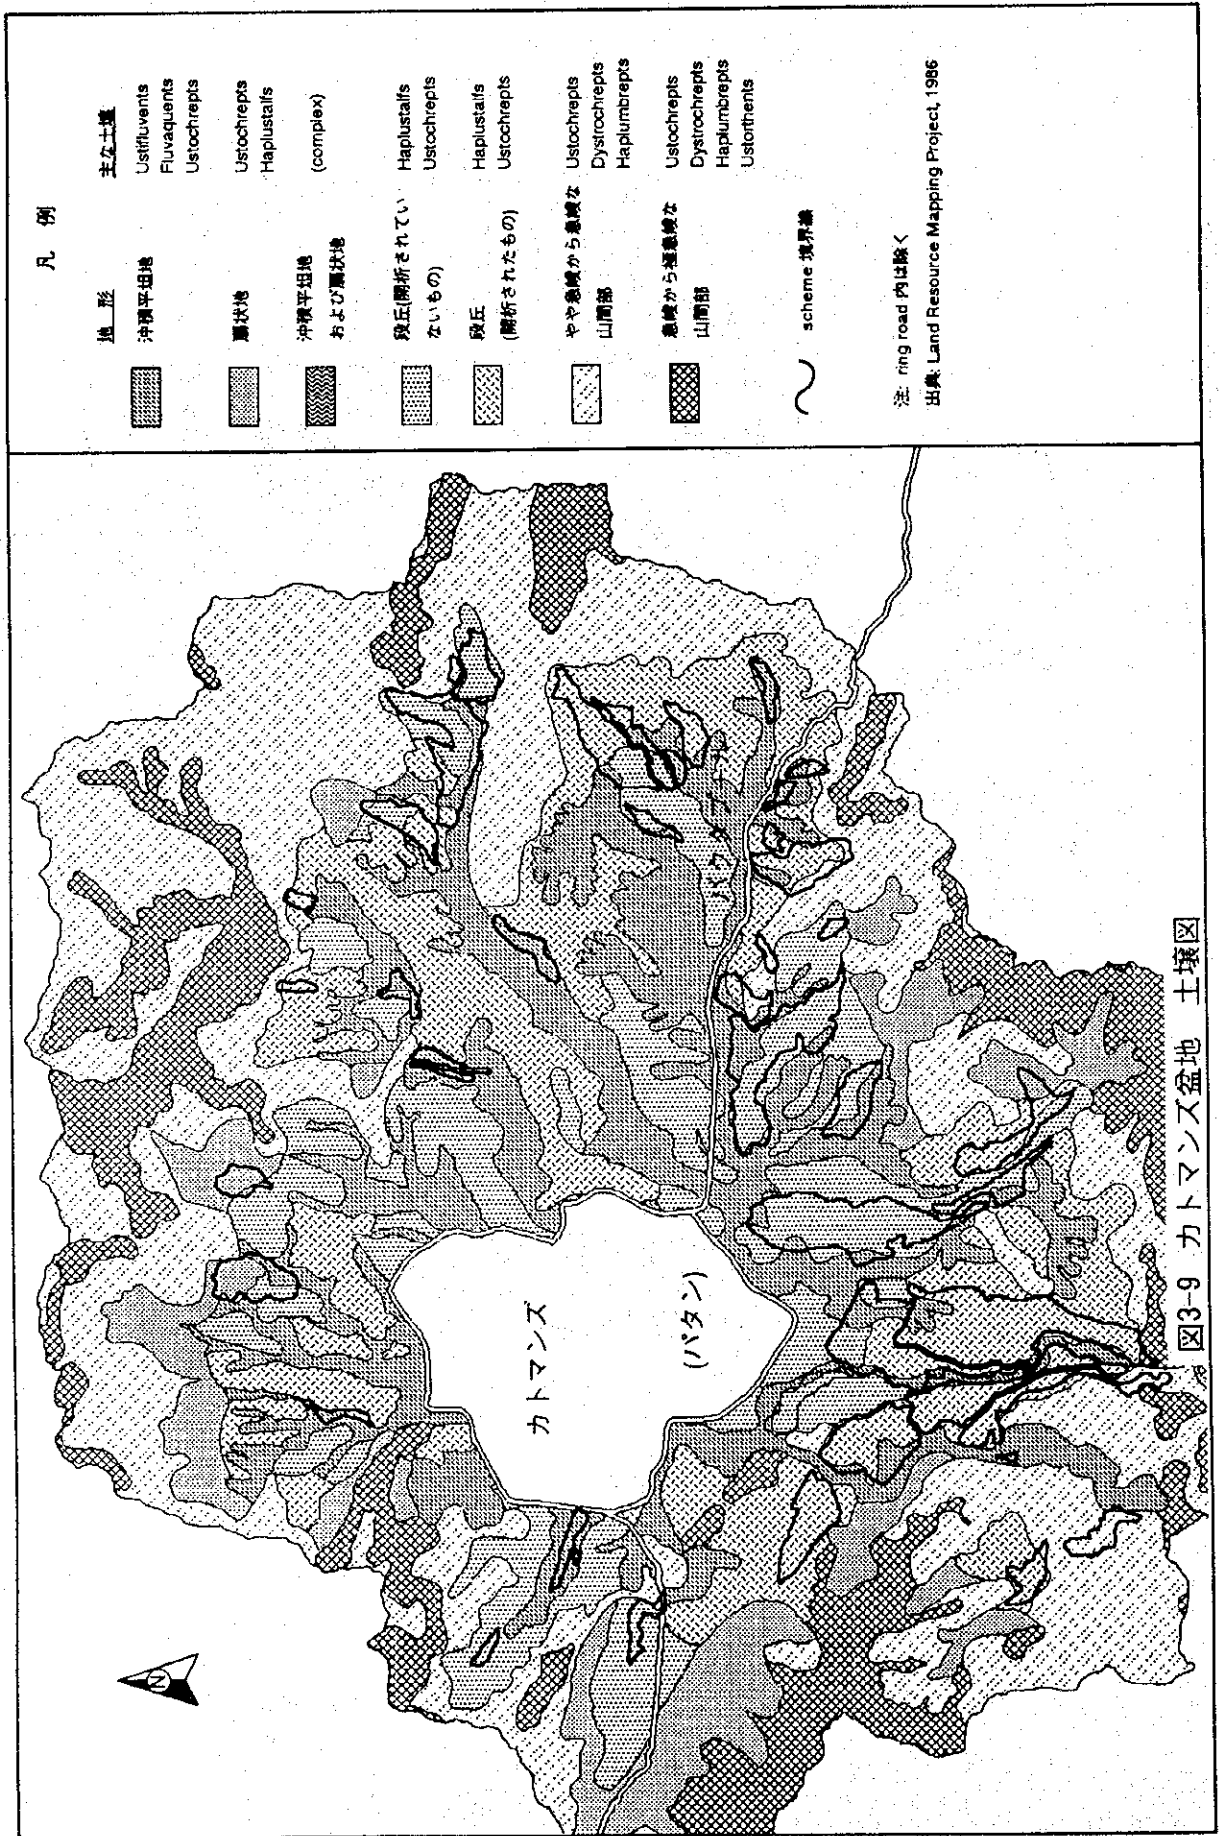 凡 例
地 形 主な土壌
沖積平坦地 Ustifluvents
Fluvaquents
Ustochrepts
扇状地 Ustochrepts
Haplustalfs
沖積平坦地 (complex)
および扇状地
段丘(開析されてい Haplustalfs
ないもの) Ustochrepts
段丘 Haplustalfs
(開析されたもの) Ustochrepts
やや急峻から急峻な Ustochrepts
山間部 Dystrochrepts
Haplumbrepts
急峻から極急峻な Ustochrepts
山間部 Dystrochrepts
Haplumbrepts
Ustorthents
scheme 境界線
注: ring road 内は除く
出典: Land Resource Mapping Project, 1986
N
カトマンズ
(パタン)
図3-9 カトマンズ盆地 土壌図